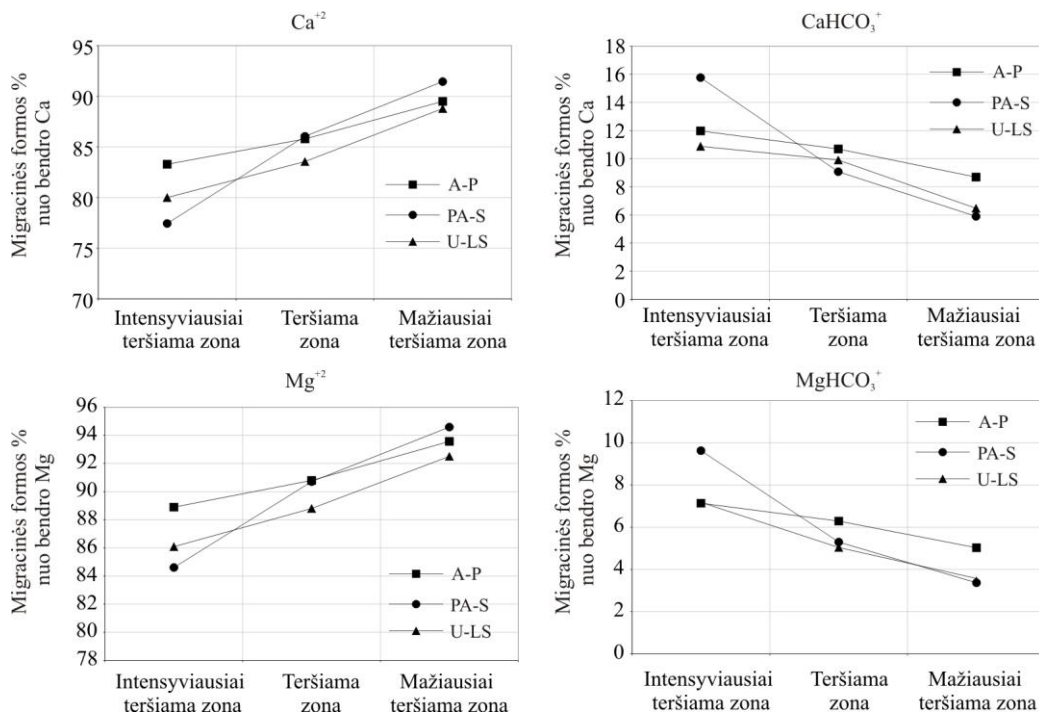 Ca⁺²
Migracinės formos %
nuo bendro Ca
95
90
85
80
75
70
A-P
PA-S
U-LS
Intensyviausiai
teršiama zona
Teršiama
zona
Mažiausiai
teršiama zona
CaHCO₃⁺
Migracinės formos %
nuo bendro Ca
18
16
14
12
10
8
6
4
2
0
A-P
PA-S
U-LS
Intensyviausiai
teršiama zona
Teršiama
zona
Mažiausiai
teršiama zona
Mg⁺²
Migracinės formos %
nuo bendro Mg
96
94
92
90
88
86
84
82
80
78
A-P
PA-S
U-LS
Intensyviausiai
teršiama zona
Teršiama
zona
Mažiausiai
teršiama zona
MgHCO₃⁺
Migracinės formos %
nuo bendro Mg
12
10
8
6
4
2
0
A-P
PA-S
U-LS
Intensyviausiai
teršiama zona
Teršiama
zona
Mažiausiai
teršiama zona